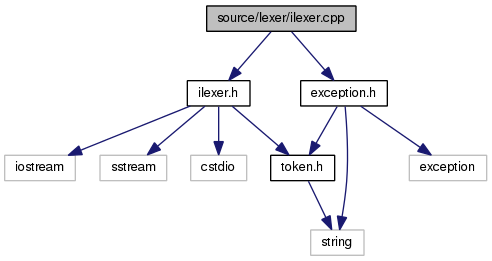 source/lexer/ilexer.cpp
ilexer.h
exception.h
iostream
sstream
cstdio
token.h
exception
string